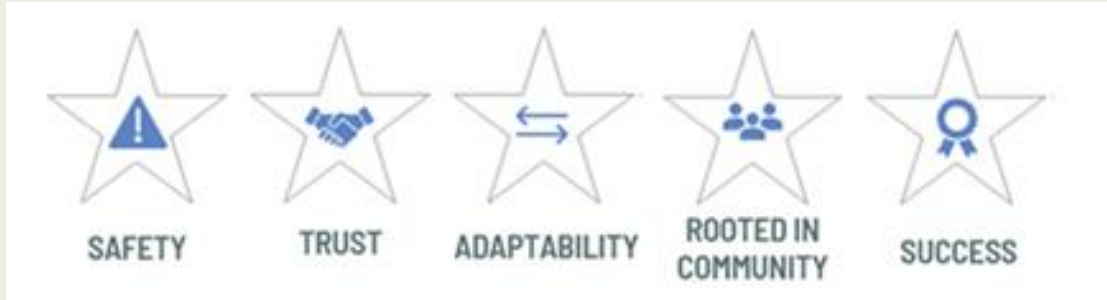 SAFETY
TRUST
ADAPTABILITY
ROOTED IN
COMMUNITY
SUCCESS